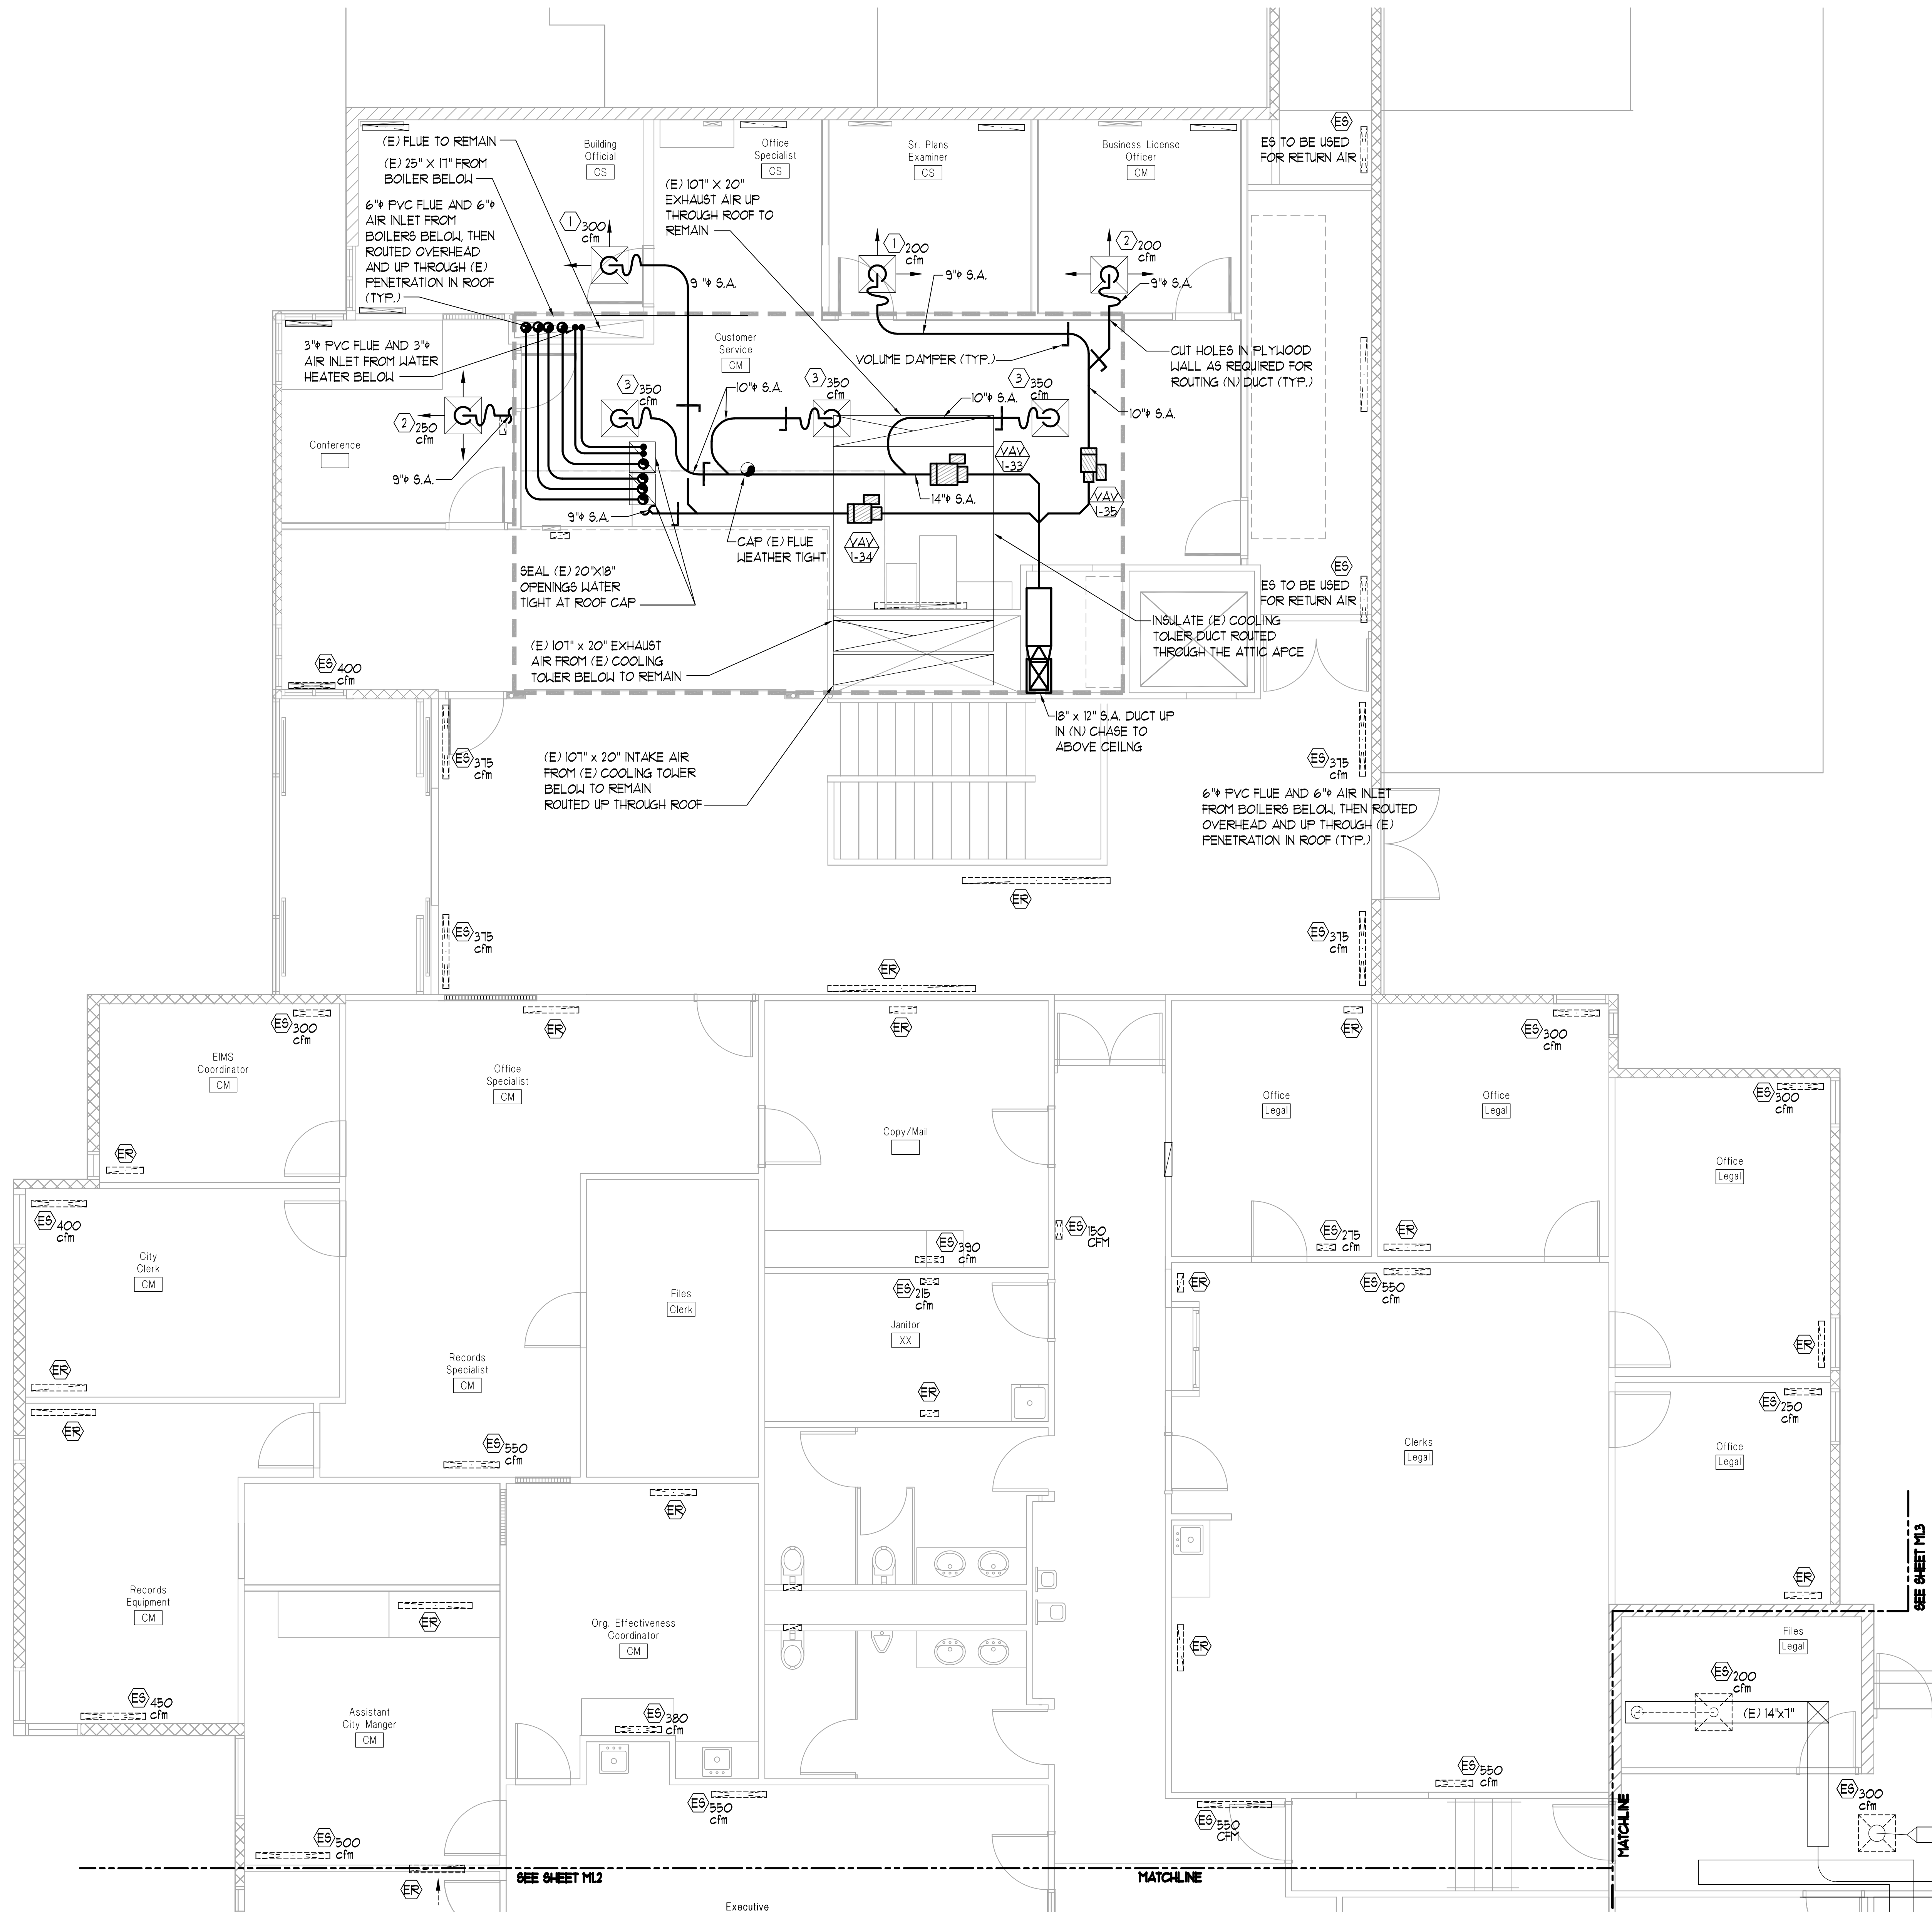 (E) FLUE TO REMAIN
(E) 25" X 17" FROM
BOILER BELOW
6"φ PVC FLUE AND 6"φ
AIR INLET FROM
BOILERS BELOW, THEN
ROUTED OVERHEAD
AND UP THROUGH (E)
PENETRATION IN ROOF
(TYP.)
3"φ PVC FLUE AND 3"φ
AIR INLET FROM WATER
HEATER BELOW
Building
Official
CS
Office
Specialist
CS
Sr. Plans
Examiner
CS
Business License
Officer
CM
ES
ES TO BE USED
FOR RETURN AIR
(E) 107" X 20"
EXHAUST AIR UP
THROUGH ROOF TO
REMAIN
1
300
cfm
1
200
cfm
2
200
cfm
9 "φ S.A.
9"φ S.A.
9"φ S.A.
Customer
Service
CM
VOLUME DAMPER (TYP.)
CUT HOLES IN PLYWOOD
WALL AS REQUIRED FOR
ROUTING (N) DUCT (TYP.)
3
350
cfm
10"φ S.A.
3
350
cfm
10"φ S.A.
3
350
cfm
10"φ S.A.
2
250
cfm
Conference
9"φ S.A.
VAV
1-33
14"φ S.A.
VAV
1-35
9"φ S.A.
VAV
1-34
CAP (E) FLUE
WEATHER TIGHT
SEAL (E) 20"X18"
OPENINGS WATER
TIGHT AT ROOF CAP
ES
ES TO BE USED
FOR RETURN AIR
INSULATE (E) COOLING
TOWER DUCT ROUTED
THROUGH THE ATTIC APCE
(E) 107" x 20" EXHAUST
AIR FROM (E) COOLING
TOWER BELOW TO REMAIN
ES
400
cfm
18" x 12" S.A. DUCT UP
IN (N) CHASE TO
ABOVE CEILNG
ES
375
cfm
(E) 107" x 20" INTAKE AIR
FROM (E) COOLING TOWER
BELOW TO REMAIN
ROUTED UP THROUGH ROOF
ES
375
cfm
6"φ PVC FLUE AND 6"φ AIR INLET
FROM BOILERS BELOW, THEN ROUTED
OVERHEAD AND UP THROUGH (E)
PENETRATION IN ROOF (TYP.)
ER
ES
375
cfm
ES
375
cfm
ER
ES
300
cfm
ER
ER
ER
ES
300
cfm
EIMS
Coordinator
CM
Office
Specialist
CM
Office
Legal
Office
Legal
ES
300
cfm
Copy/Mail
ER
Office
Legal
ES
400
cfm
ES
150
CFM
ES
275
cfm
ER
ES
390
cfm
City
Clerk
CM
ES
215
cfm
ER
ES
550
cfm
Files
Clerk
Janitor
XX
ER
ER
Records
Specialist
CM
ER
ES
250
cfm
ER
ES
550
cfm
Clerks
Legal
Office
Legal
ER
SEE SHEET M1.3
Records
Equipment
CM
ER
ER
Org. Effectiveness
Coordinator
CM
ER
Files
Legal
ES
200
cfm
ES
450
cfm
Assistant
City Manger
CM
ES
380
cfm
(E) 14"x7"
ES
550
cfm
ES
550
cfm
ES
550
CFM
ES
300
cfm
MATCHLINE
ES
500
cfm
SEE SHEET M1.2
MATCHLINE
ER
Executive